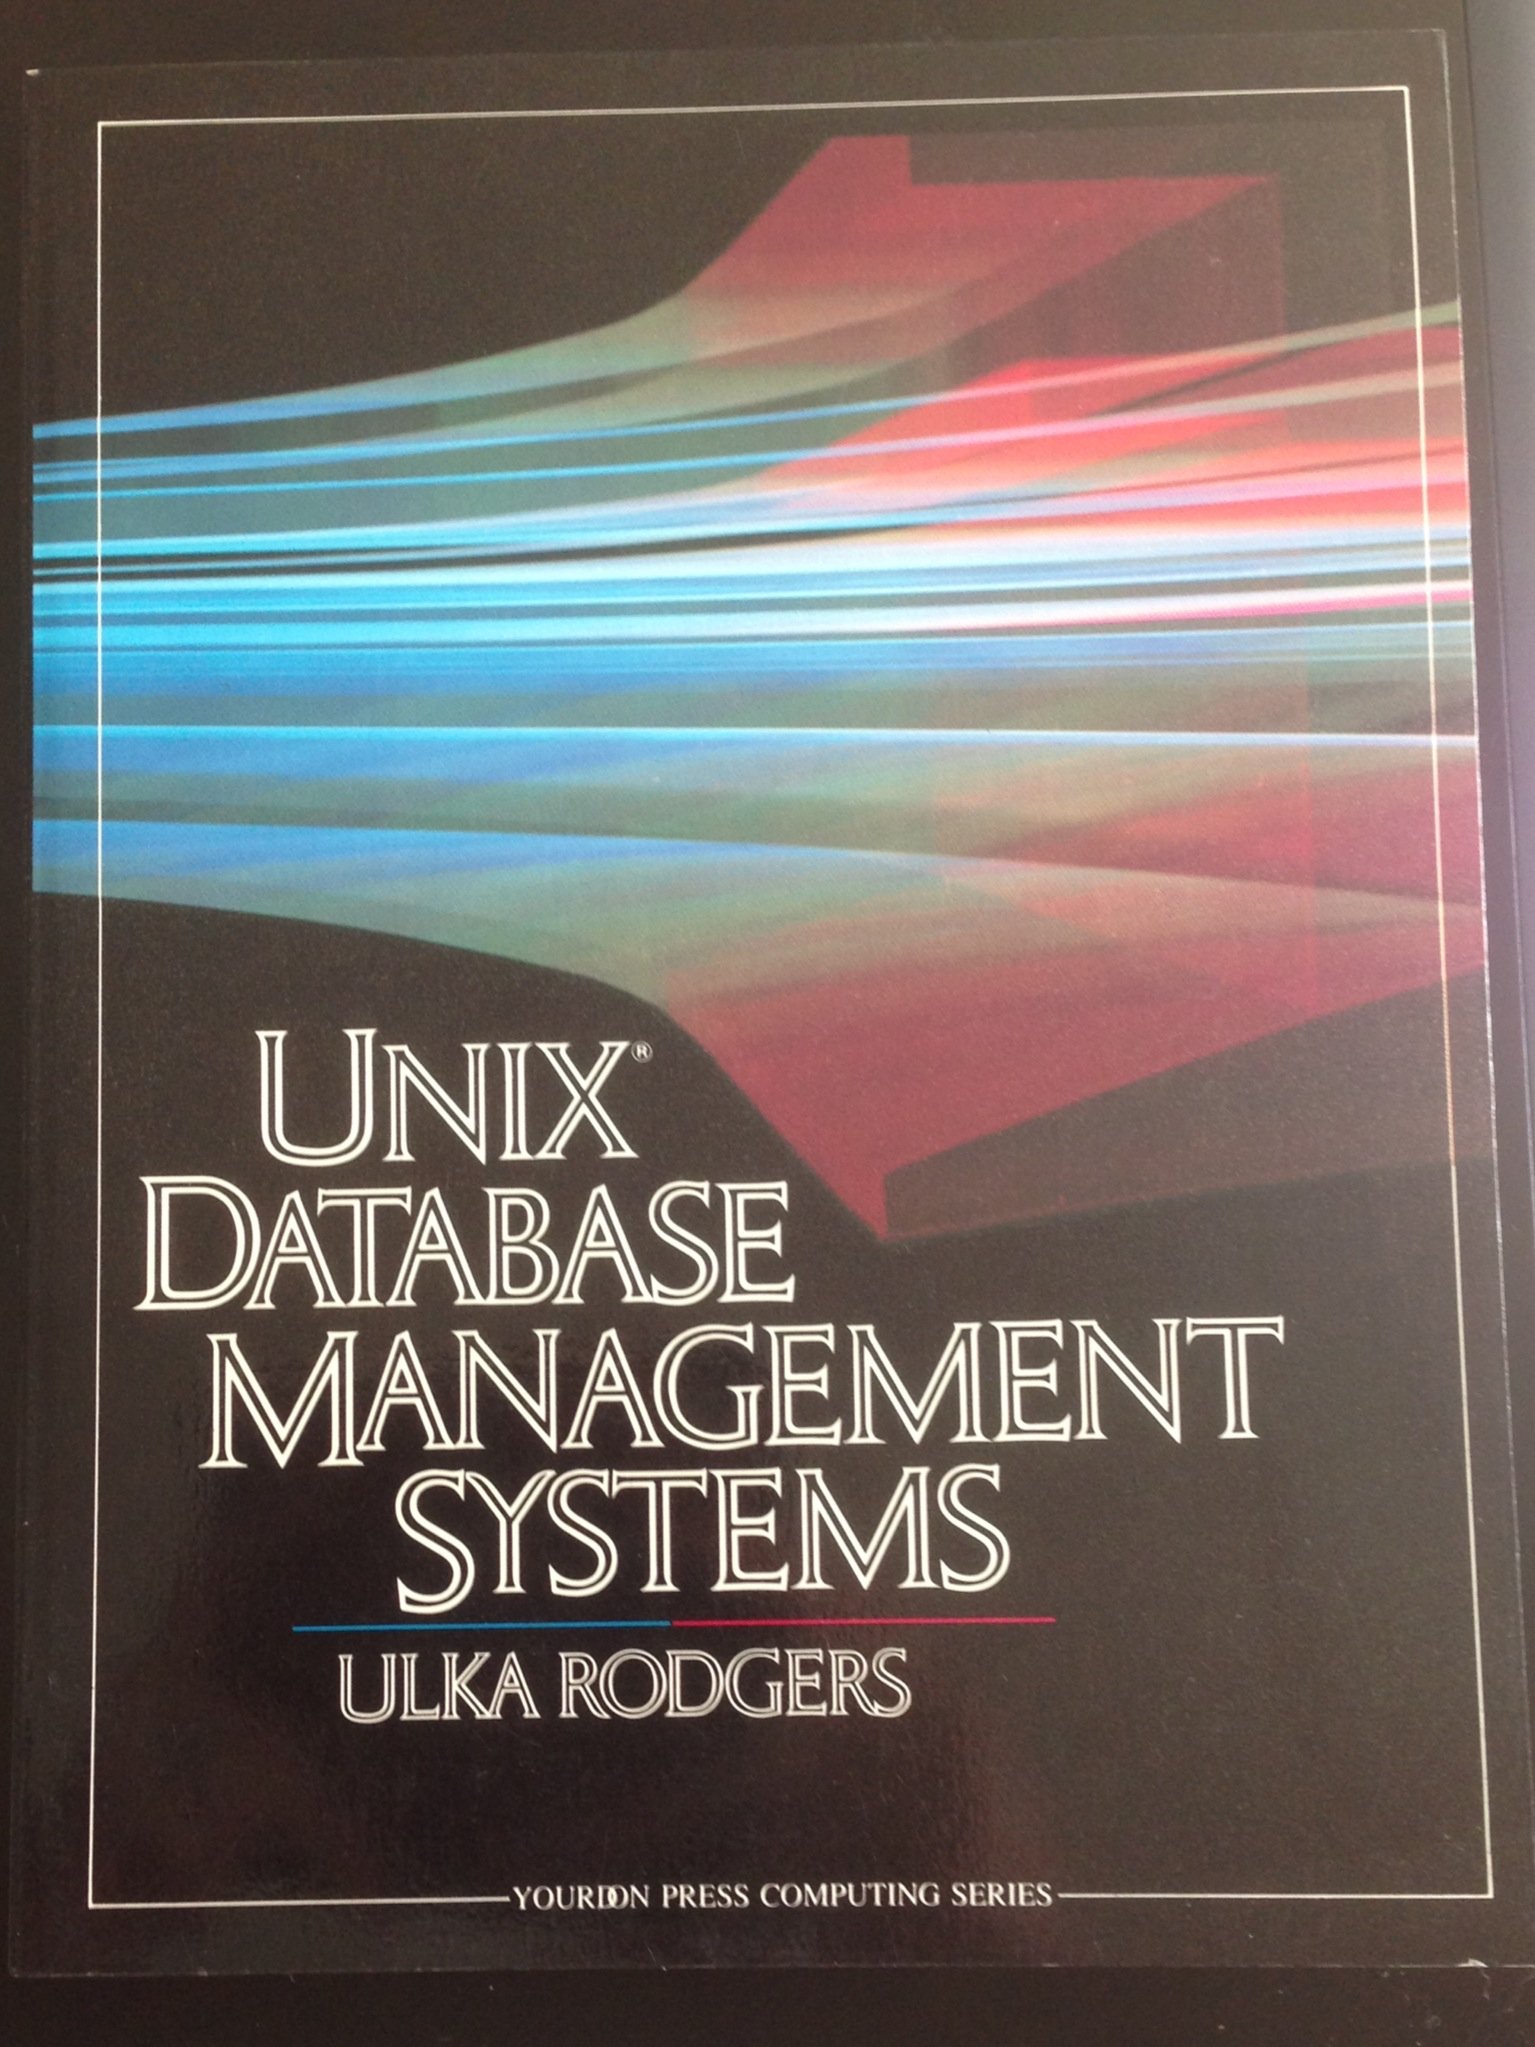 UNIX®
DATABASE
MANAGEMENT
SYSTEMS
ULKA RODGERS
YOURDON PRESS COMPUTING SERIES